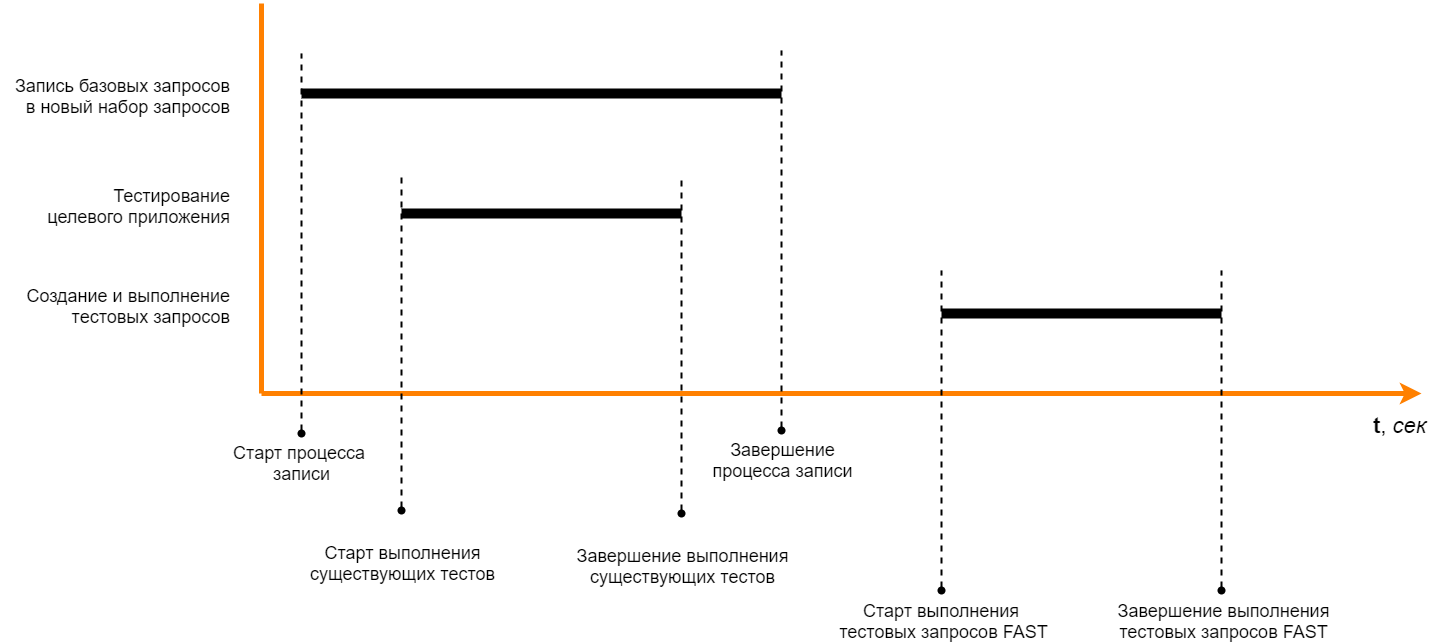 Запись базовых запросов
в новый набор запросов
Тестирование
целевого приложения
Создание и выполнение
тестовых запросов
t, сек
Старт процесса
записи
Завершение
процесса записи
Старт выполнения
существующих тестов
Завершение выполнения
существующих тестов
Старт выполнения
тестовых запросов FAST
Завершение выполнения
тестовых запросов FAST